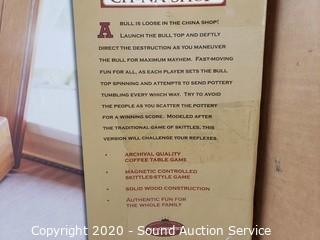 CHINA SHOP
A BULL IS LOOSE IN THE CHINA SHOP!
LAUNCH THE BULL TOP AND DEFTLY
DIRECT THE DESTRUCTION AS YOU MANEUVER
THE BULL FOR MAXIMUM MAYHEM. FAST-MOVING
FUN FOR ALL, AS EACH PLAYER SETS THE BULL
TOP SPINNING AND ATTEMPTS TO SEND POTTERY
TUMBLING EVERY WHICH WAY. TRY TO AVOID
THE PEOPLE AS YOU SCATTER THE POTTERY
FOR A WINNING SCORE. MODELED AFTER
THE TRADITIONAL GAME OF SKITTLES, THIS
VERSION WILL CHALLENGE YOUR REFLEXES.
• ARCHIVAL QUALITY
COFFEE TABLE GAME
• MAGNETIC CONTROLLED
SKITTLES-STYLE GAME
• SOLID WOOD CONSTRUCTION
• AUTHENTIC FUN FOR
THE WHOLE FAMILY
Copyright 2020 - Sound Auction Service